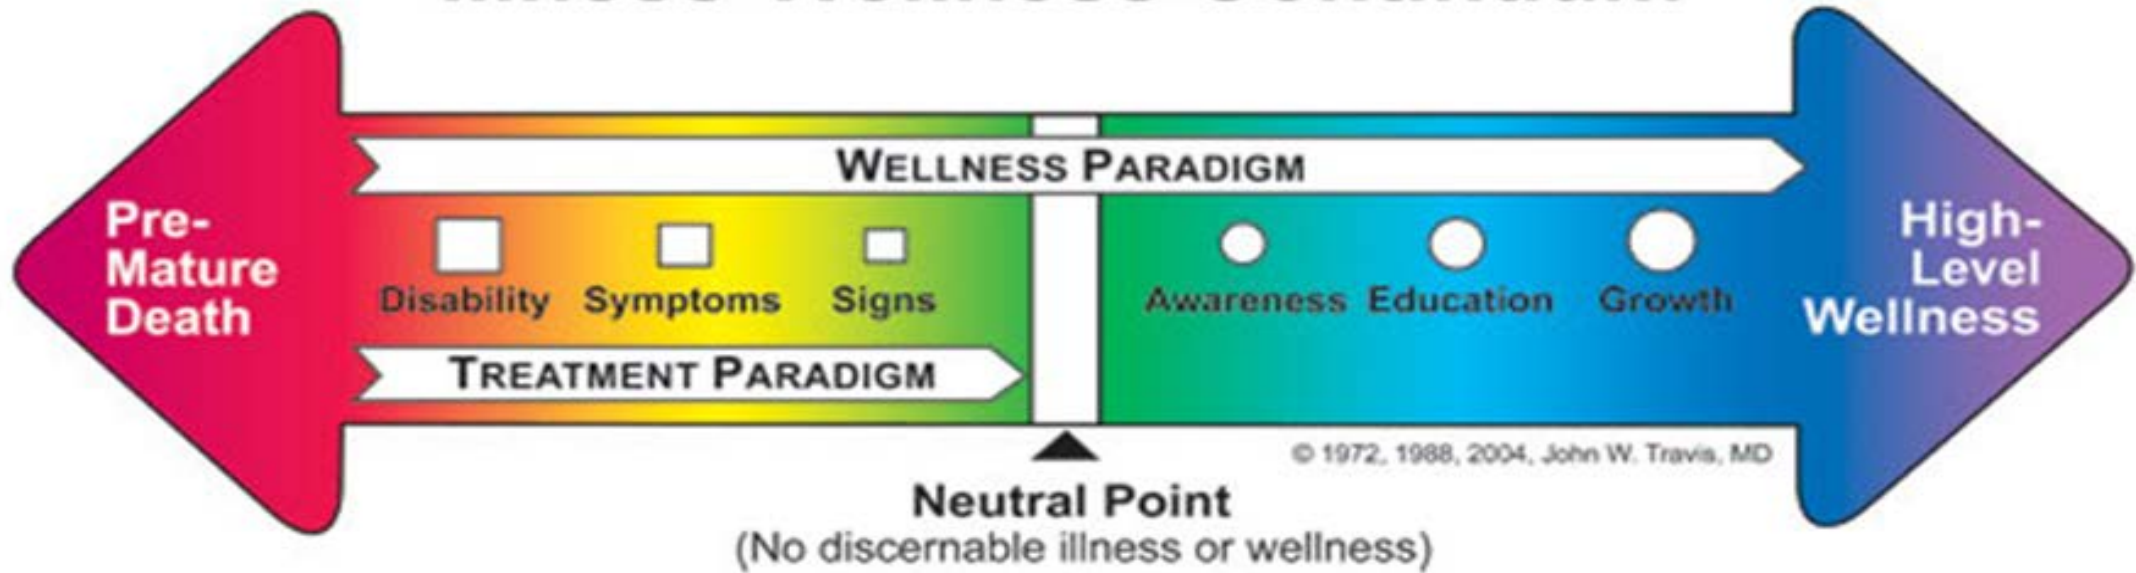 WELLNESS PARADIGM
Pre-
Mature
Death
Disability Symptoms Signs
Awareness Education Growth
High-
Level
Wellness
TREATMENT PARADIGM
© 1972, 1988, 2004, John W. Travis, MD
Neutral Point
(No discernable illness or wellness)